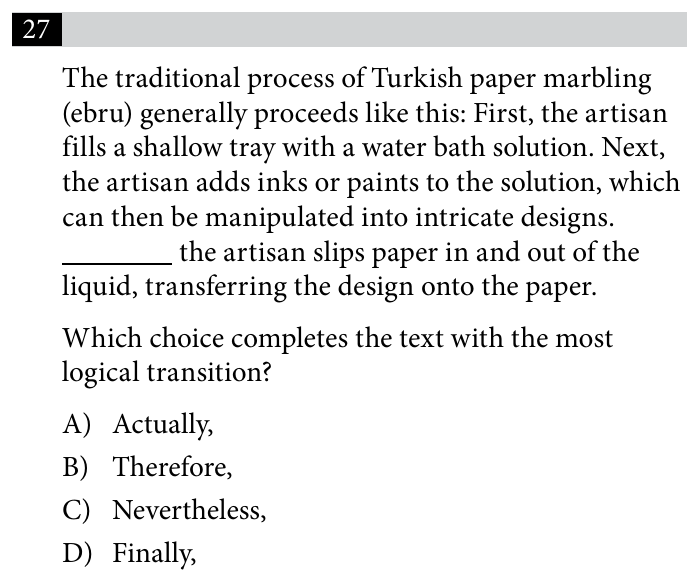 27
The traditional process of Turkish paper marbling
(ebru) generally proceeds like this: First, the artisan
fills a shallow tray with a water bath solution. Next,
the artisan adds inks or paints to the solution, which
can then be manipulated into intricate designs.
________ the artisan slips paper in and out of the
liquid, transferring the design onto the paper.
Which choice completes the text with the most
logical transition?
A) Actually,
B) Therefore,
C) Nevertheless,
D) Finally,